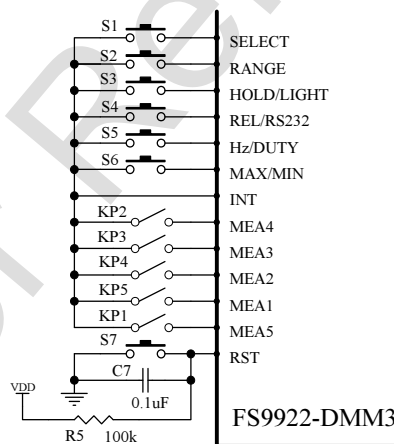 S1
SELECT
S2
RANGE
S3
HOLD/LIGHT
S4
REL/RS232
S5
Hz/DUTY
S6
MAX/MIN
INT
KP2
MEA4
KP3
MEA3
KP4
MEA2
KP5
MEA1
KP1
MEA5
S7
RST
C7
0.1uF
VDD
R5 100k
FS9922-DMM3